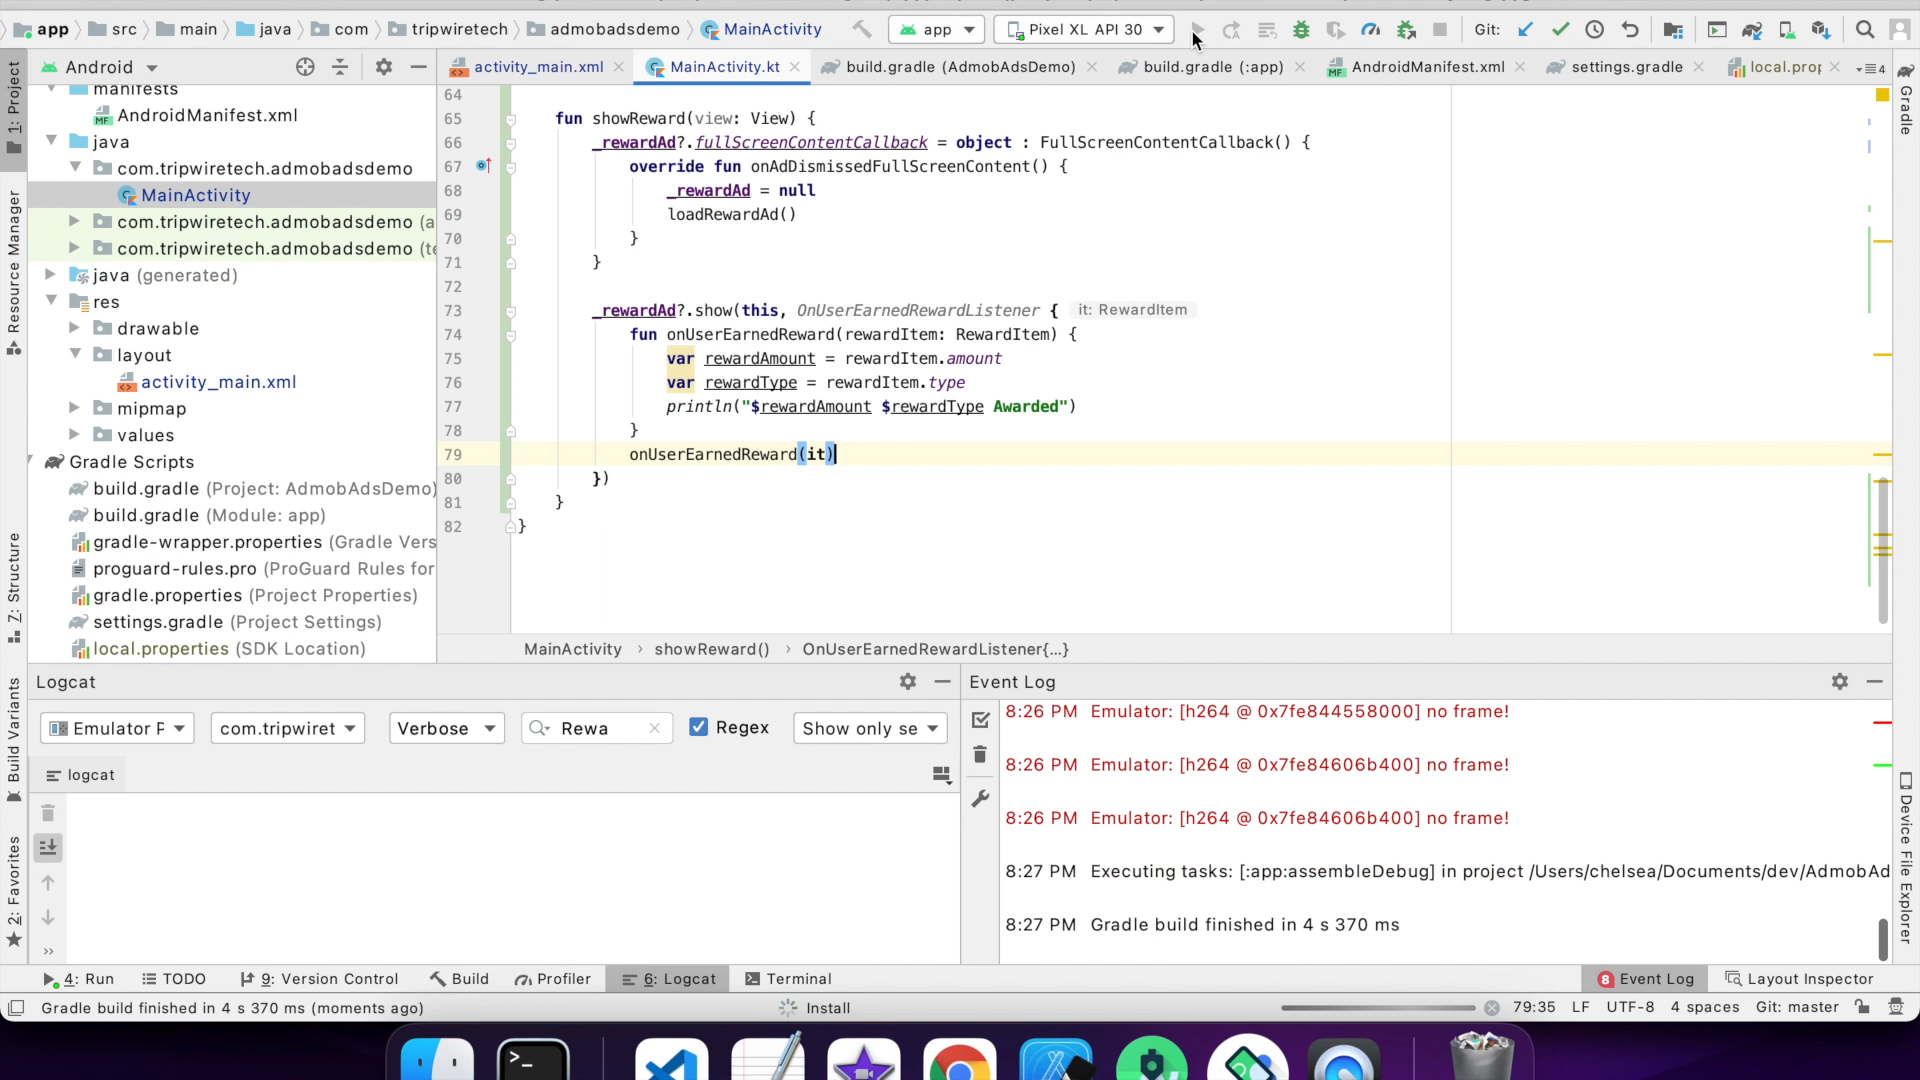 app src main java com tripwiretech admobadsdemo MainActivity app Pixel XL API 30 Git:
1: Project
Resource Manager
Z: Structure
Build Variants
2: Favorites
Android
manifests
AndroidManifest.xml
java
com.tripwiretech.admobadsdemo
MainActivity
com.tripwiretech.admobadsdemo (a
com.tripwiretech.admobadsdemo (te
java (generated)
res
drawable
layout
activity_main.xml
mipmap
values
Gradle Scripts
build.gradle (Project: AdmobAdsDemo)
build.gradle (Module: app)
gradle-wrapper.properties (Gradle Vers
proguard-rules.pro (ProGuard Rules for
gradle.properties (Project Properties)
settings.gradle (Project Settings)
local.properties (SDK Location)
activity_main.xml MainActivity.kt build.gradle (AdmobAdsDemo) build.gradle (:app) AndroidManifest.xml settings.gradle local.prop 4
64
65 fun showReward(view: View) {
66 _rewardAd?.fullScreenContentCallback = object : FullScreenContentCallback() {
67 override fun onAdDismissedFullScreenContent() {
68 _rewardAd = null
69 loadRewardAd()
70 }
71 }
72
73 _rewardAd?.show(this, OnUserEarnedRewardListener { it: RewardItem
74 fun onUserEarnedReward(rewardItem: RewardItem) {
75 var rewardAmount = rewardItem.amount
76 var rewardType = rewardItem.type
77 println("$rewardAmount $rewardType Awarded")
78 }
79 onUserEarnedReward(it)
80 })
81 }
82 }
MainActivity › showReward() › OnUserEarnedRewardListener{...}
Gradle
Device File Explorer
Logcat
Emulator P com.tripwiret Verbose Rewa Regex Show only se
logcat
Event Log
8:26 PM Emulator: [h264 @ 0x7fe844558000] no frame!
8:26 PM Emulator: [h264 @ 0x7fe84606b400] no frame!
8:26 PM Emulator: [h264 @ 0x7fe84606b400] no frame!
8:27 PM Executing tasks: [:app:assembleDebug] in project /Users/chelsea/Documents/dev/AdmobAd
8:27 PM Gradle build finished in 4 s 370 ms
4: Run TODO 9: Version Control Build Profiler 6: Logcat Terminal 8 Event Log Layout Inspector
Gradle build finished in 4 s 370 ms (moments ago) Install 79:35 LF UTF-8 4 spaces Git: master